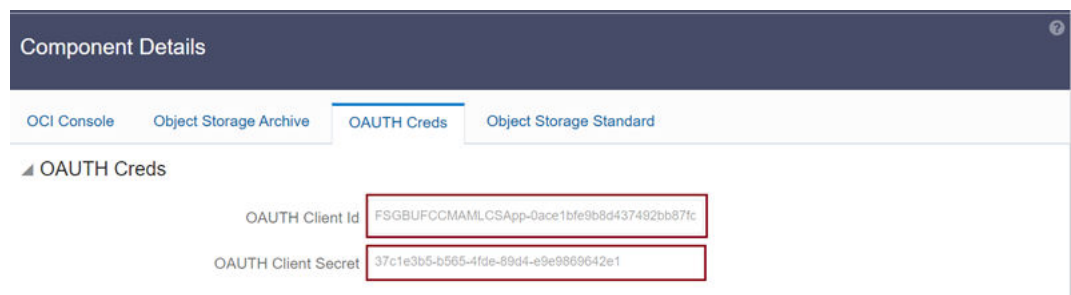 Component Details
OCI Console Object Storage Archive OAUTH Creds Object Storage Standard
OAUTH Creds
OAUTH Client Id FSGBUFCCMAMLCSApp-0ace1bfe9b8d437492bb87fc
OAUTH Client Secret 37c1e3b5-b565-4fde-89d4-e9e9869642e1